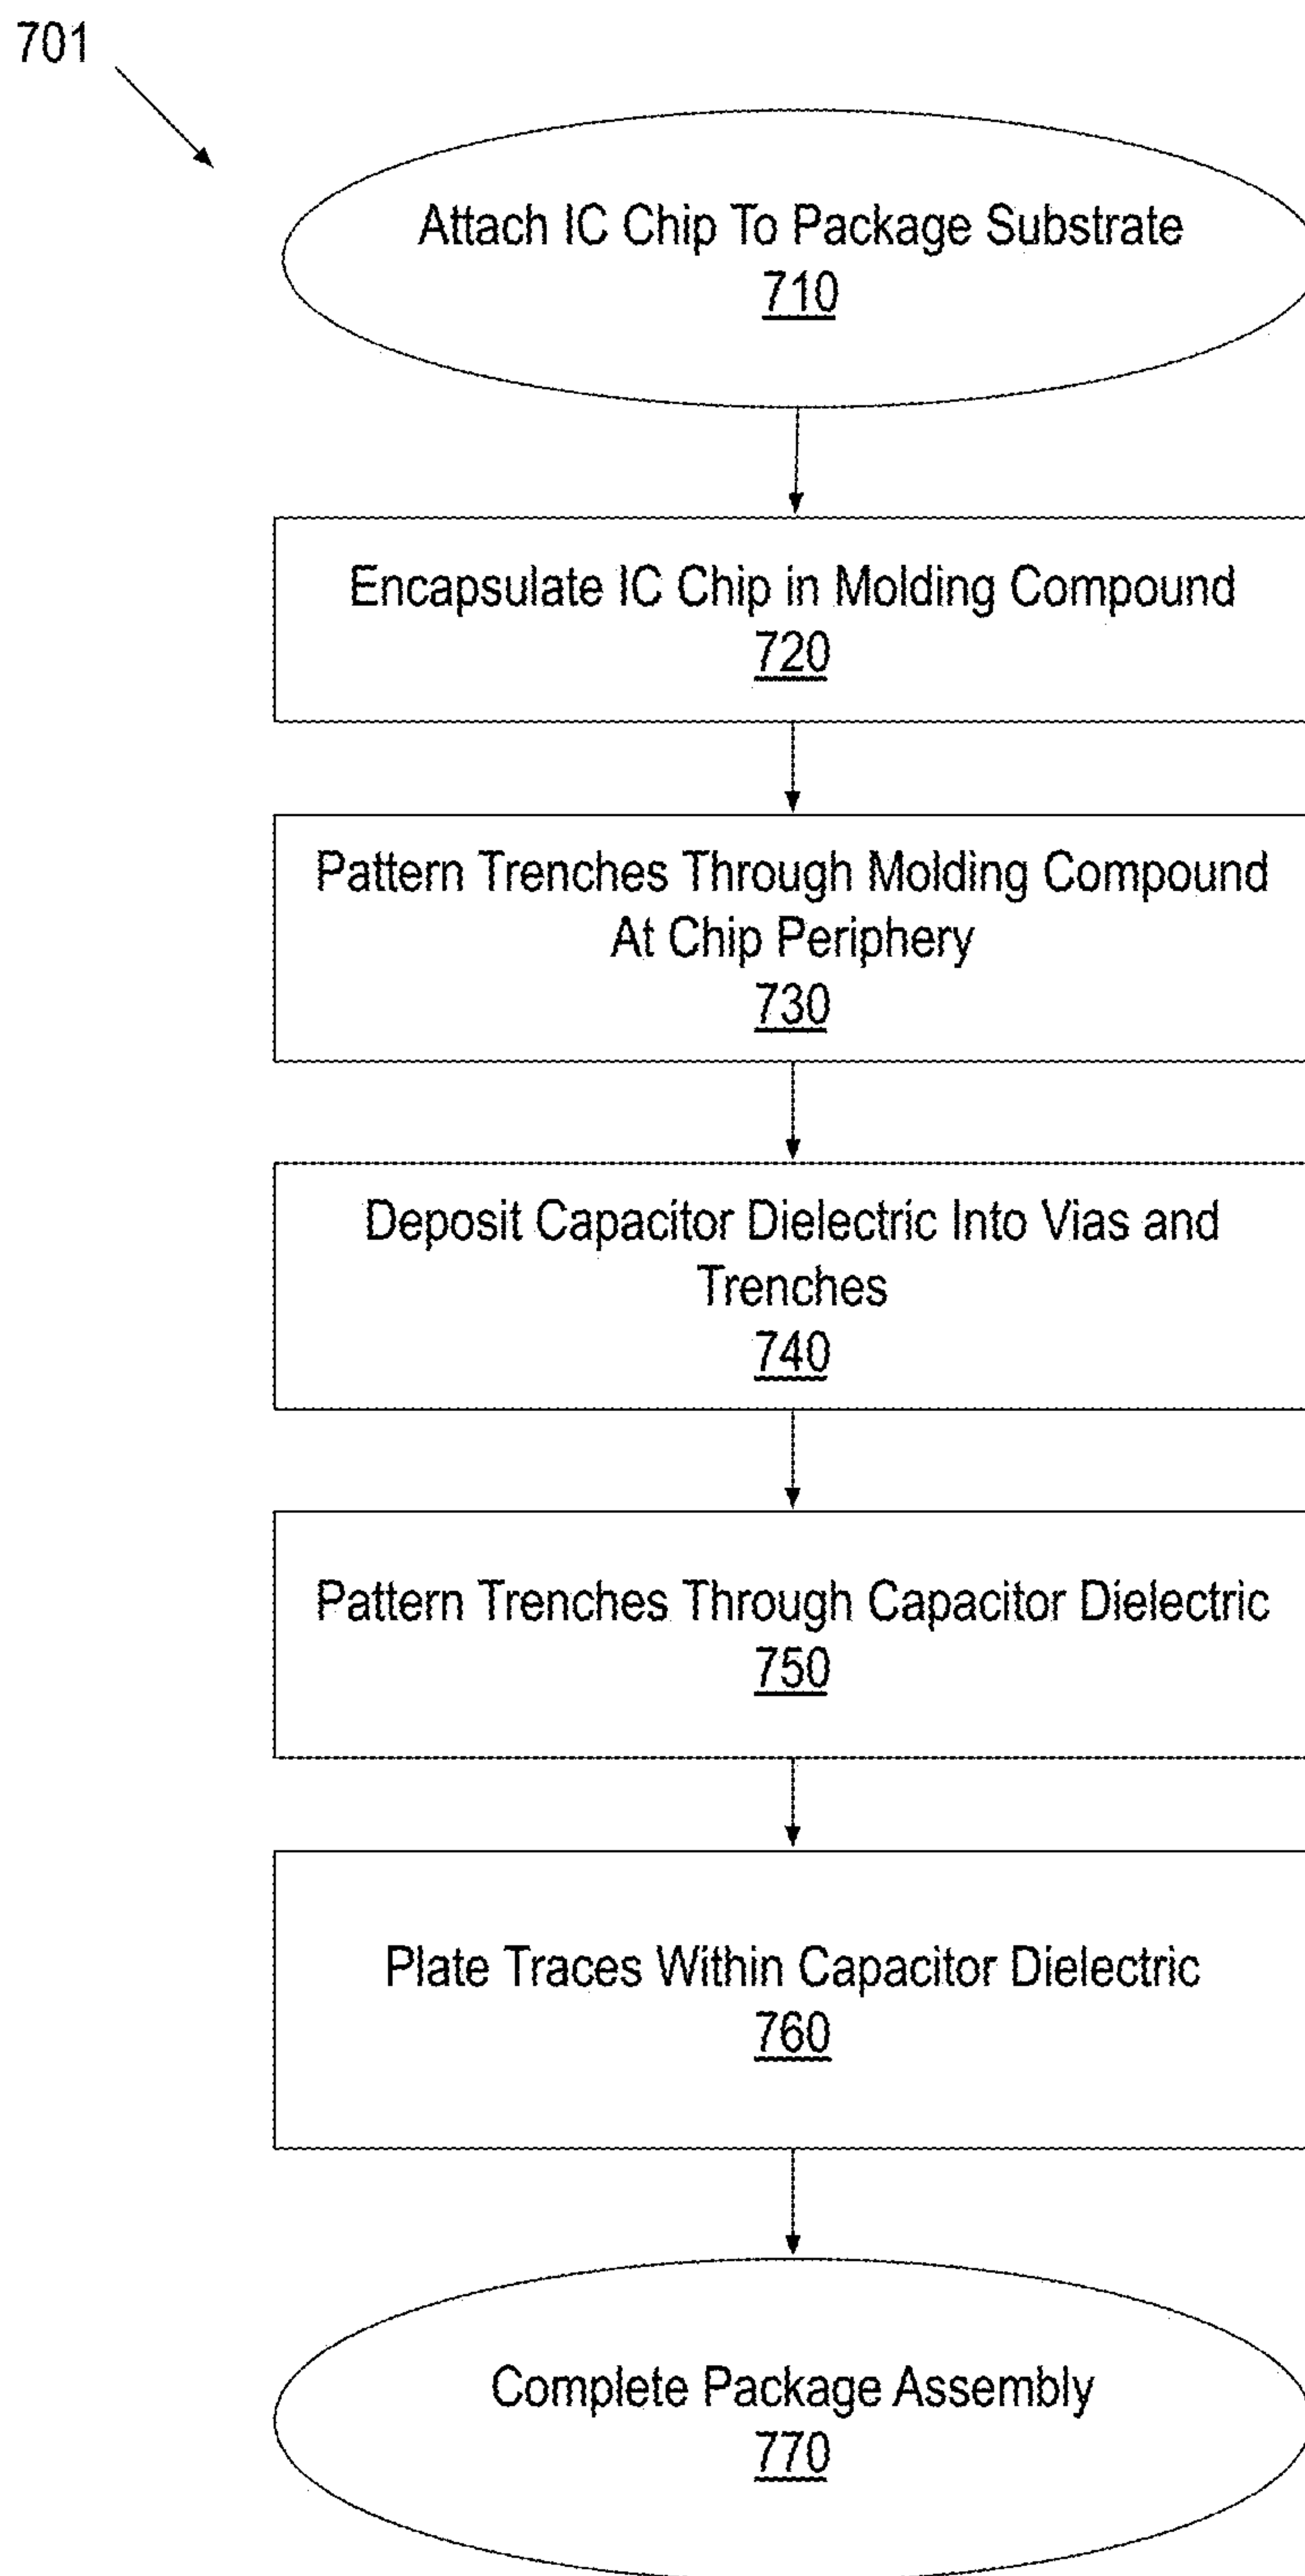 701
Attach IC Chip To Package Substrate
710
Encapsulate IC Chip in Molding Compound
720
Pattern Trenches Through Molding Compound
At Chip Periphery
730
Deposit Capacitor Dielectric Into Vias and
Trenches
740
Pattern Trenches Through Capacitor Dielectric
750
Plate Traces Within Capacitor Dielectric
760
Complete Package Assembly
770